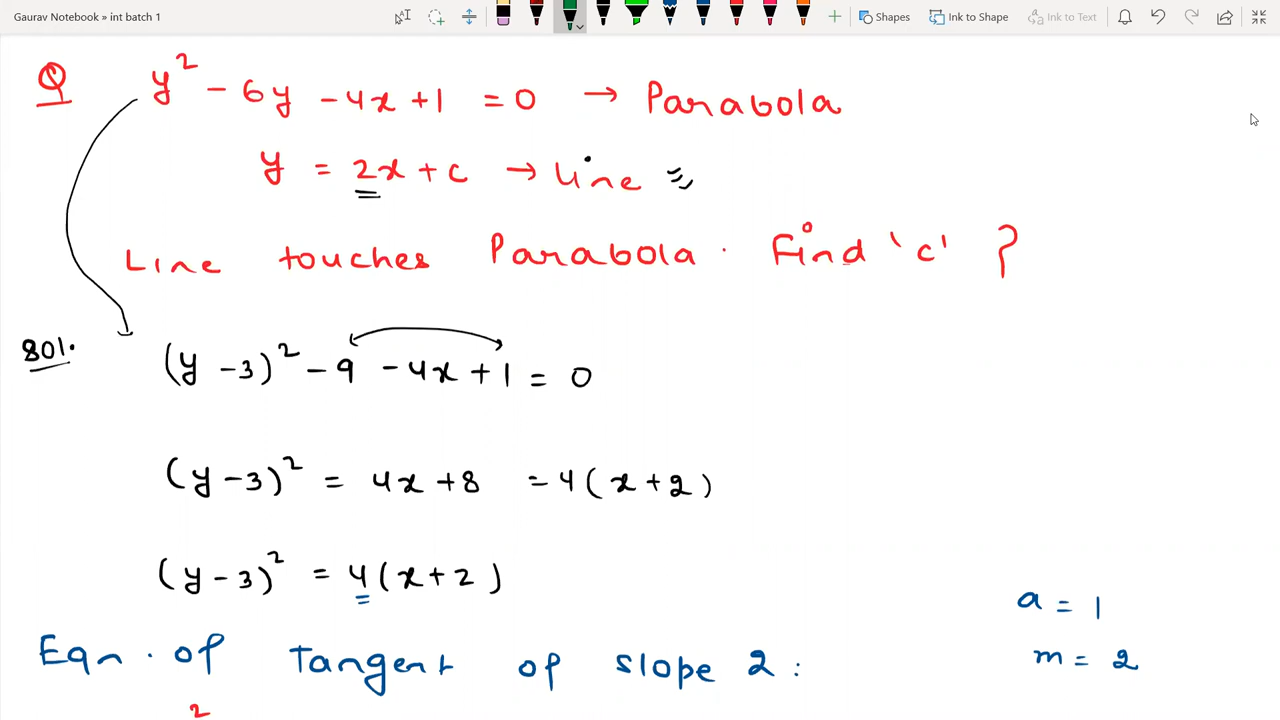 Gaurav Notebook » int batch 1
Shapes
Ink to Shape
Ink to Text
Q y² - 6y - 4x + 1 = 0 → Parabola
y = 2x + c → Line
Line touches Parabola. Find 'c' ?
Sol.
(y - 3)² - 9 - 4x + 1 = 0
(y - 3)² = 4x + 8 = 4(x + 2)
(y - 3)² = 4(x + 2)
a = 1
Eqn. of Tangent of slope 2 :
m = 2
2